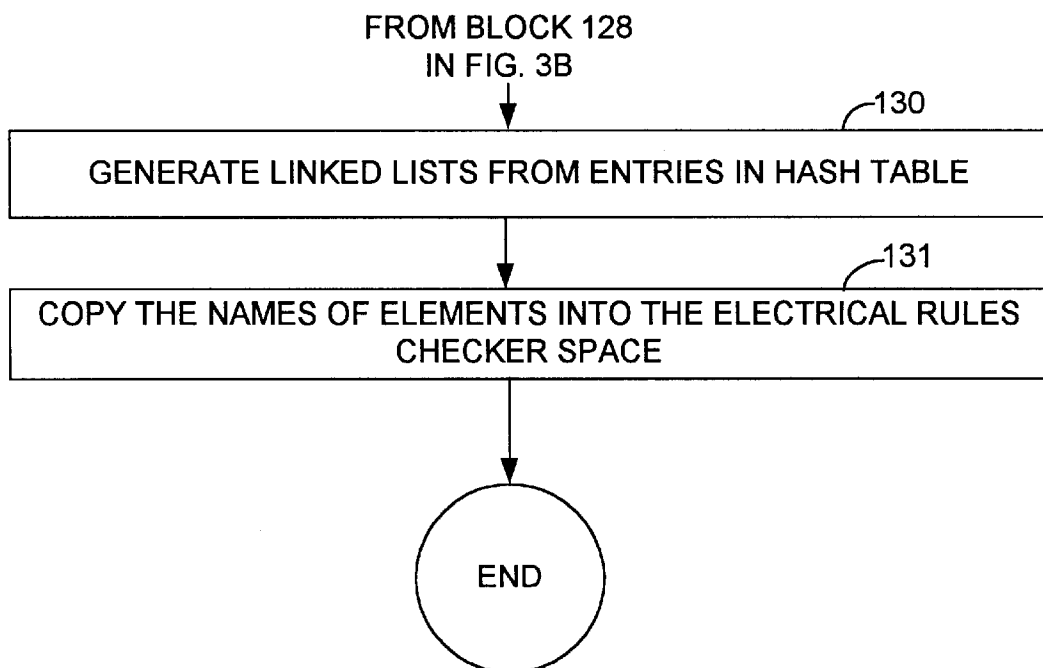 FROM BLOCK 128
IN FIG. 3B
130
GENERATE LINKED LISTS FROM ENTRIES IN HASH TABLE
131
COPY THE NAMES OF ELEMENTS INTO THE ELECTRICAL RULES
CHECKER SPACE
END